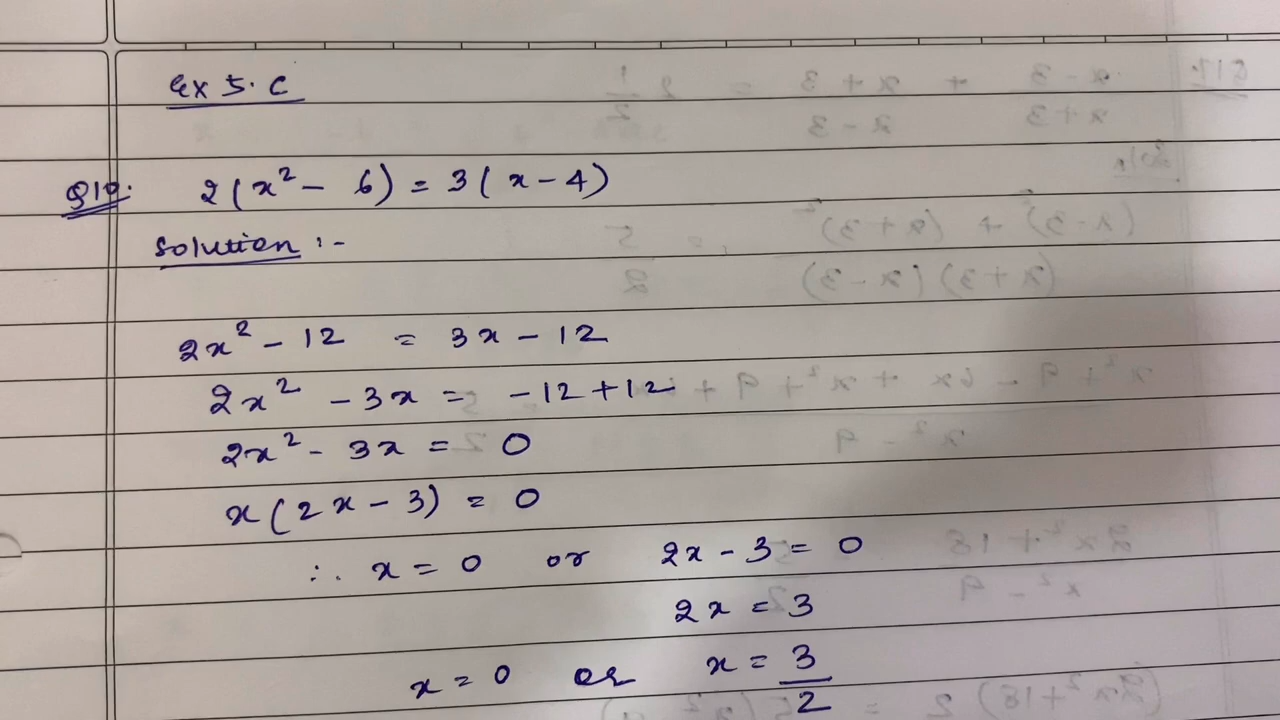 Ex 5.C
Q10. 2(x² - 6) = 3(x - 4)
Solution :-
2x² - 12 = 3x - 12
2x² - 3x = -12 + 12
2x² - 3x = 0
x(2x - 3) = 0
∴ x = 0 or 2x - 3 = 0
2x = 3
x = 0 or x = 3/2